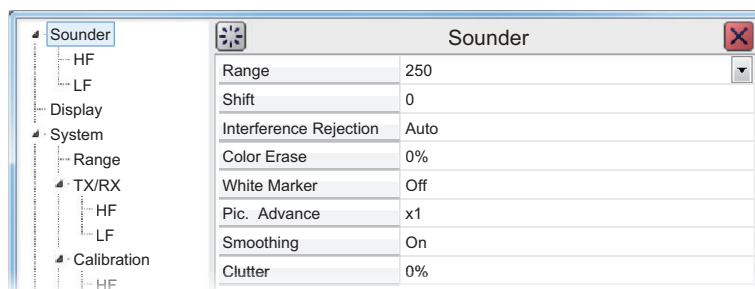 Sounder
HF
LF
Display
System
Range
TX/RX
HF
LF
Calibration
HF
Sounder
Range 250
Shift 0
Interference Rejection Auto
Color Erase 0%
White Marker Off
Pic. Advance x1
Smoothing On
Clutter 0%